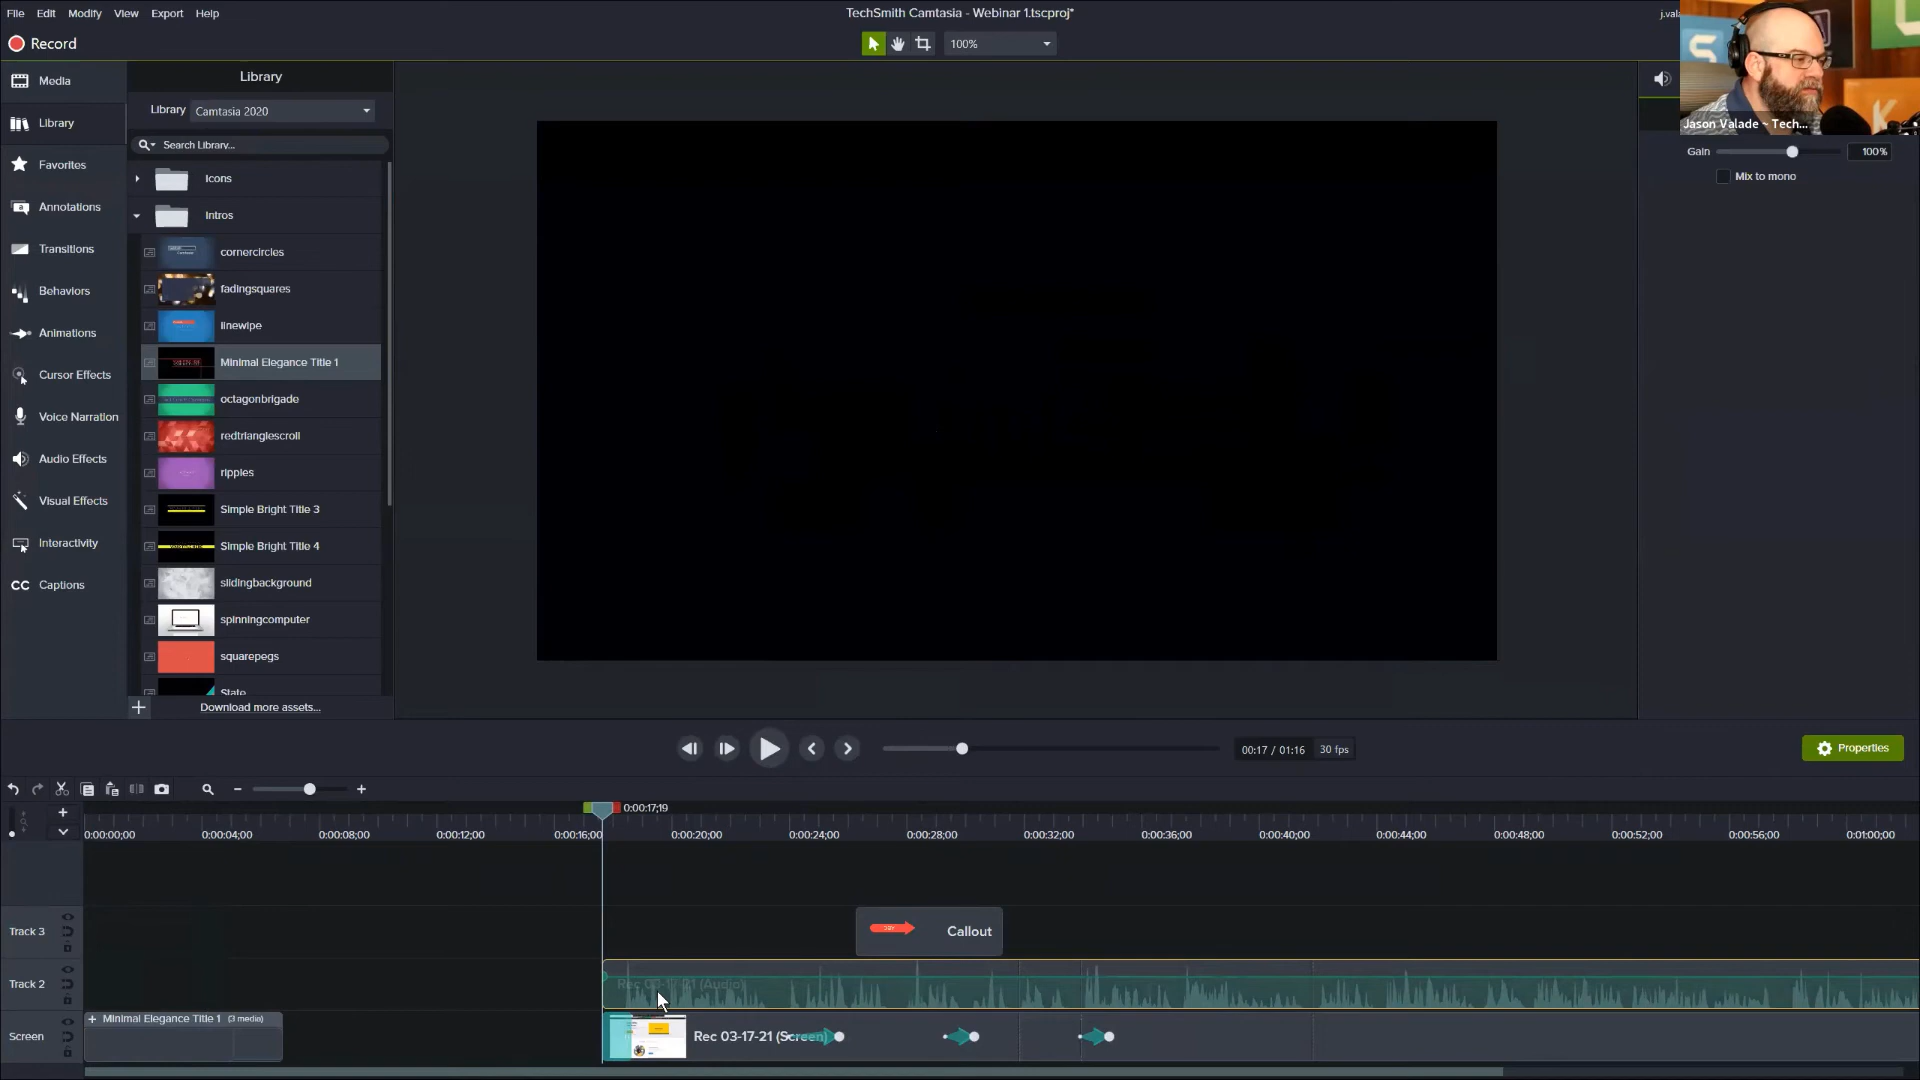 File Edit Modify View Export Help
TechSmith Camtasia - Webinar 1.tscproj*
j.vala
Record
100%
Media
Library
Favorites
Annotations
Transitions
Behaviors
Animations
Cursor Effects
Voice Narration
Audio Effects
Visual Effects
Interactivity
CC Captions
Library
Library Camtasia 2020
Search Library...
Icons
Intros
cornercircles
fadingsquares
linewipe
Minimal Elegance Title 1
octagonbrigade
redtrianglescroll
ripples
Simple Bright Title 3
Simple Bright Title 4
slidingbackground
spinningcomputer
squarepegs
State
Download more assets...
Jason Valade ~ Tech...
Gain 100%
Mix to mono
00:17 / 01:16 30 fps
Properties
0:00:17;19
0:00:00;00 0:00:04;00 0:00:08;00 0:00:12;00 0:00:16;00 0:00:20;00 0:00:24;00 0:00:28;00 0:00:32;00 0:00:36;00 0:00:40;00 0:00:44;00 0:00:48;00 0:00:52;00 0:00:56;00 0:01:00;00
Track 3
Callout
Track 2
Rec 03-17-21 (Audio)
Screen
Minimal Elegance Title 1 (3 media)
Rec 03-17-21 (Screen)